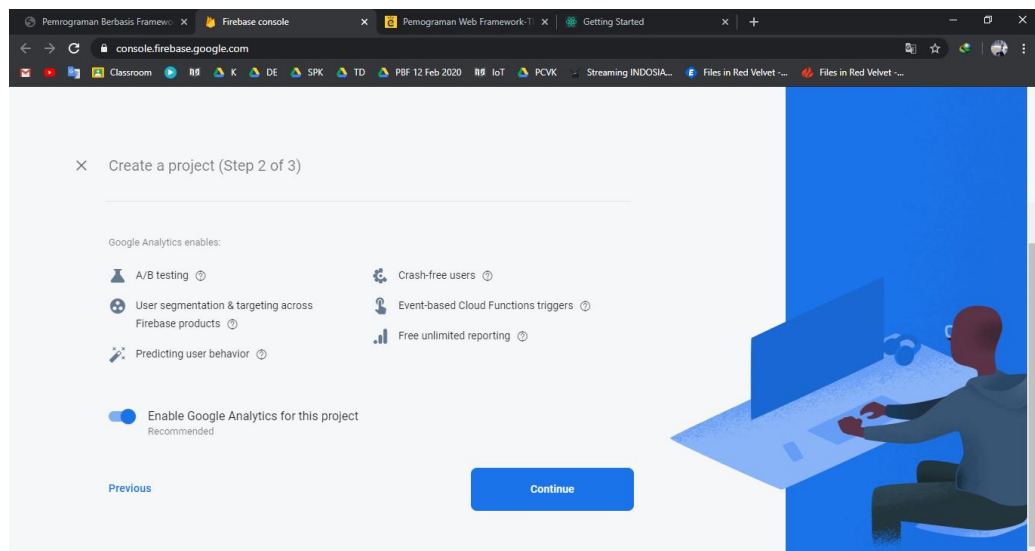 Pemrograman Berbasis Framewo
Firebase console
Pemograman Web Framework-TI
Getting Started
console.firebase.google.com
Classroom
K
DE
SPK
TD
PBF 12 Feb 2020
IoT
PCVK
Streaming INDOSIA...
Files in Red Velvet -...
Files in Red Velvet -...
Create a project (Step 2 of 3)
Google Analytics enables:
A/B testing
Crash-free users
User segmentation & targeting across
Firebase products
Event-based Cloud Functions triggers
Predicting user behavior
Free unlimited reporting
Enable Google Analytics for this project
Recommended
Previous
Continue